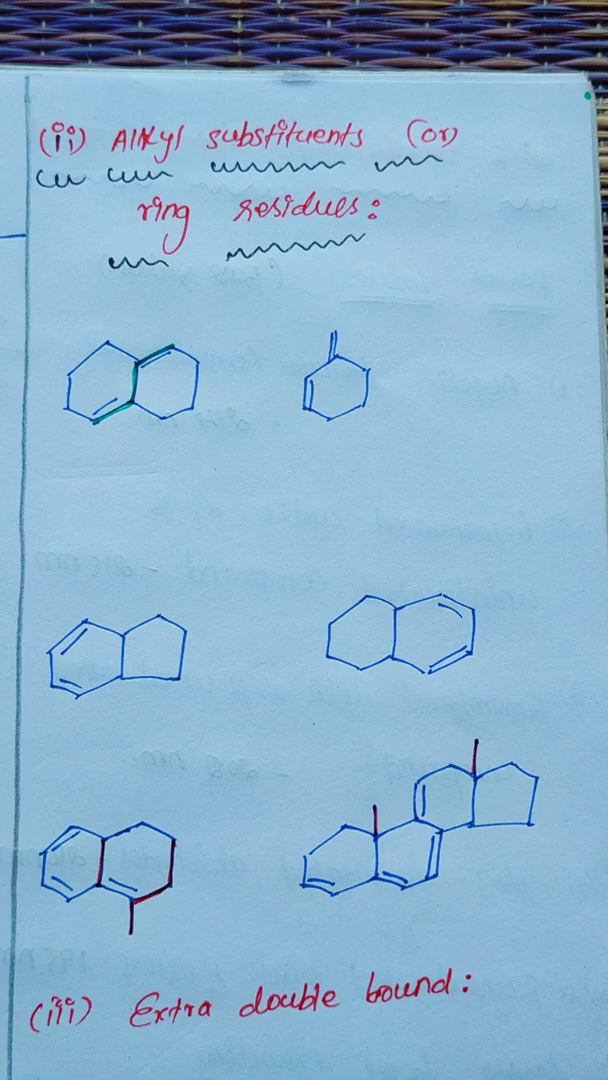 (ii) Alkyl substituents (or)
ring residues:
(iii) Extra double bound: